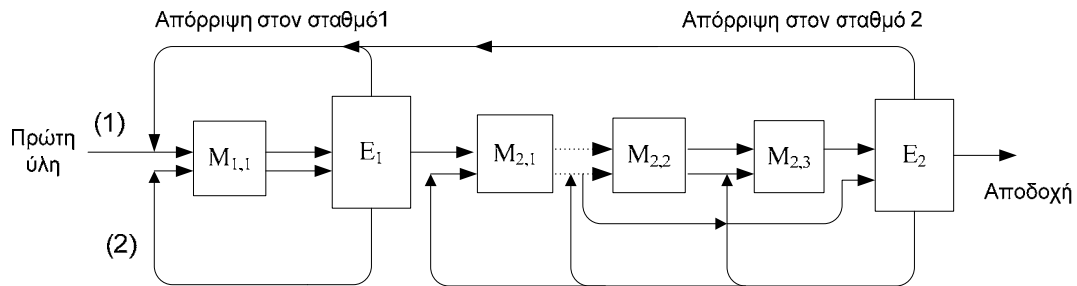 Απόρριψη στον σταθμό1
Απόρριψη στον σταθμό 2
Πρώτη
ύλη
(1)
M1,1
E1
M2,1
M2,2
M2,3
E2
Αποδοχή
(2)